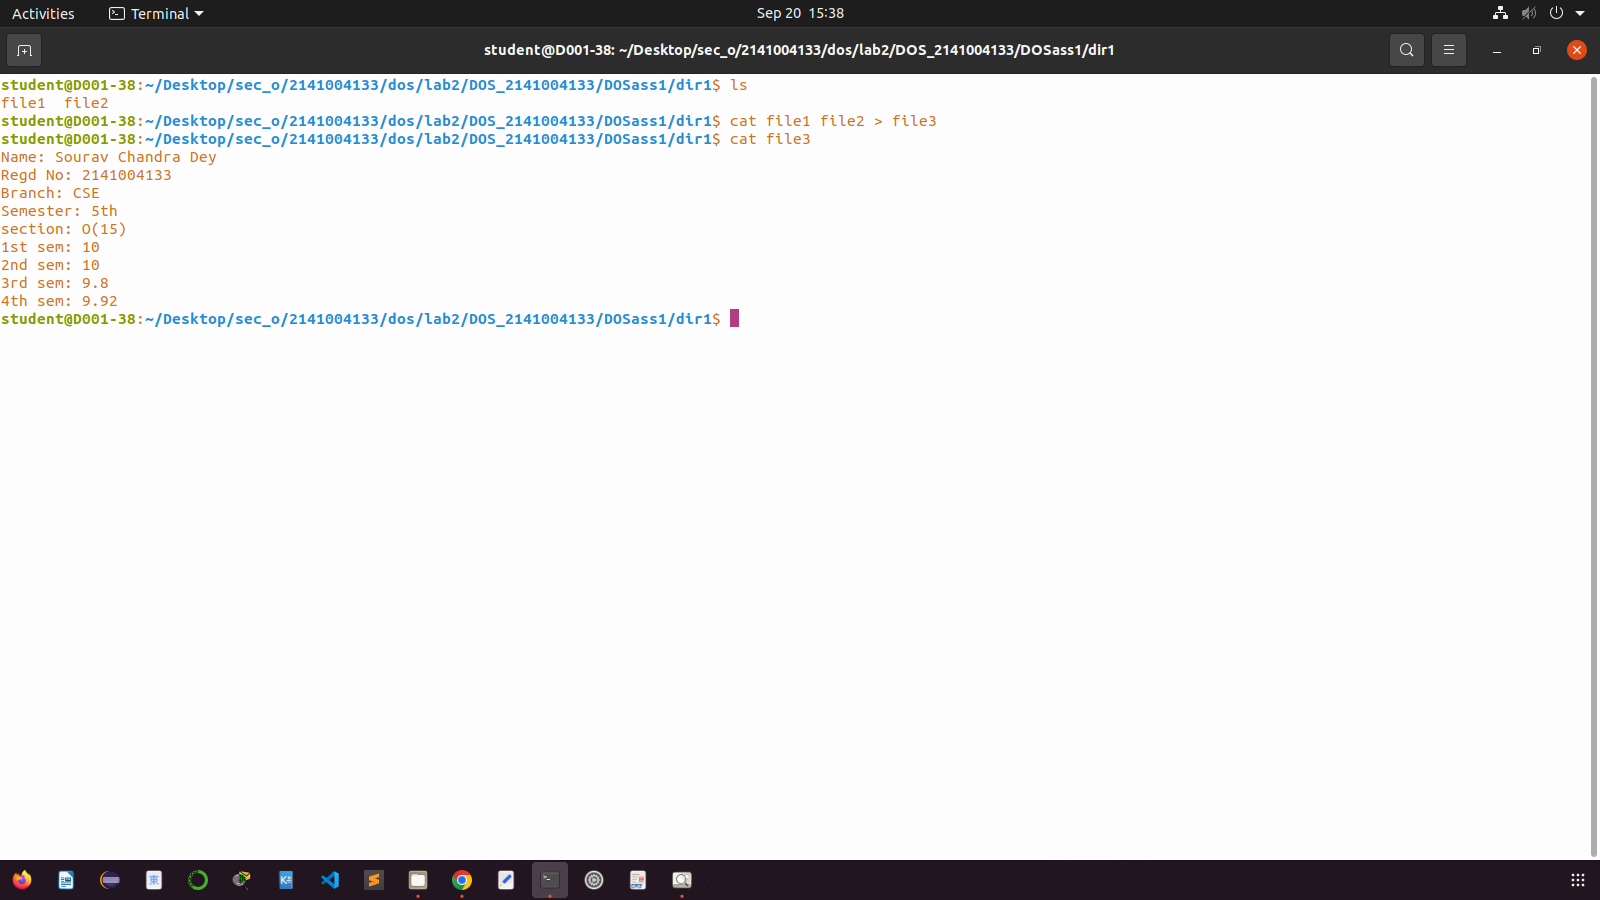 Activities Terminal Sep 20 15:38
student@D001-38: ~/Desktop/sec_o/2141004133/dos/lab2/DOS_2141004133/DOSass1/dir1
student@D001-38:~/Desktop/sec_o/2141004133/dos/lab2/DOS_2141004133/DOSass1/dir1$ ls
file1  file2
student@D001-38:~/Desktop/sec_o/2141004133/dos/lab2/DOS_2141004133/DOSass1/dir1$ cat file1 file2 > file3
student@D001-38:~/Desktop/sec_o/2141004133/dos/lab2/DOS_2141004133/DOSass1/dir1$ cat file3
Name: Sourav Chandra Dey
Regd No: 2141004133
Branch: CSE
Semester: 5th
section: O(15)
1st sem: 10
2nd sem: 10
3rd sem: 9.8
4th sem: 9.92
student@D001-38:~/Desktop/sec_o/2141004133/dos/lab2/DOS_2141004133/DOSass1/dir1$